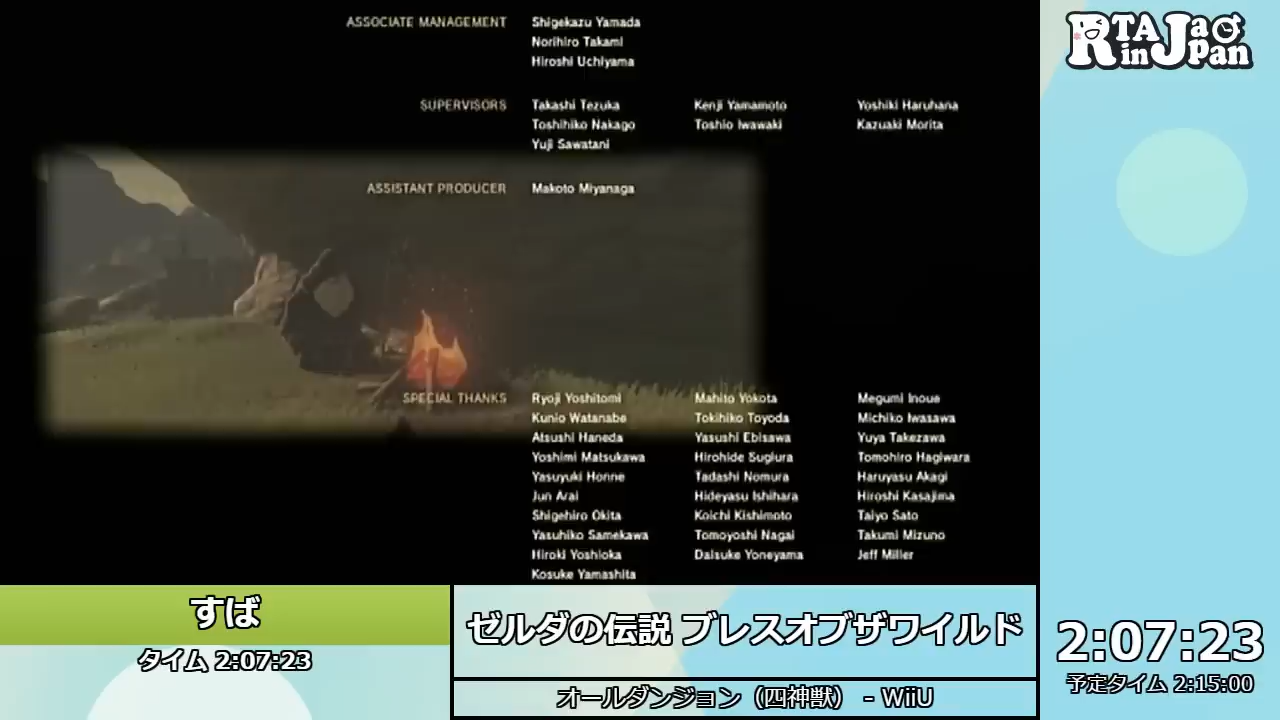 ASSOCIATE MANAGEMENT Shigekazu Yamada
Norihiro Takami
Hiroshi Uchiyama
SUPERVISORS Takashi Tezuka Kenji Yamamoto Yoshiki Haruhana
Toshihiko Nakago Toshio Iwawaki Kazuaki Morita
Yuji Sawatani
ASSISTANT PRODUCER Makoto Miyanaga
SPECIAL THANKS Ryoji Yoshitomi Mahito Yokota Megumi Inoue
Kunio Watanabe Tokihiko Toyoda Michiko Iwasawa
Atsushi Haneda Yasushi Ebisawa Yuya Takezawa
Yoshimi Matsukawa Hirohide Sugiura Tomohiro Hagiwara
Yasuyuki Honne Tadashi Nomura Haruyasu Akagi
Jun Arai Hideyasu Ishihara Hiroshi Kasajima
Shigehiro Okita Koichi Kishimoto Taiyo Sato
Yasuhiko Samekawa Tomoyoshi Nagai Takumi Mizuno
Hiroki Yoshioka Daisuke Yoneyama Jeff Miller
Kosuke Yamashita
RTA in Japan
すば
タイム 2:07:23
ゼルダの伝説 ブレスオブザワイルド
オールダンジョン（四神獣） - WiiU
2:07:23
予定タイム 2:15:00